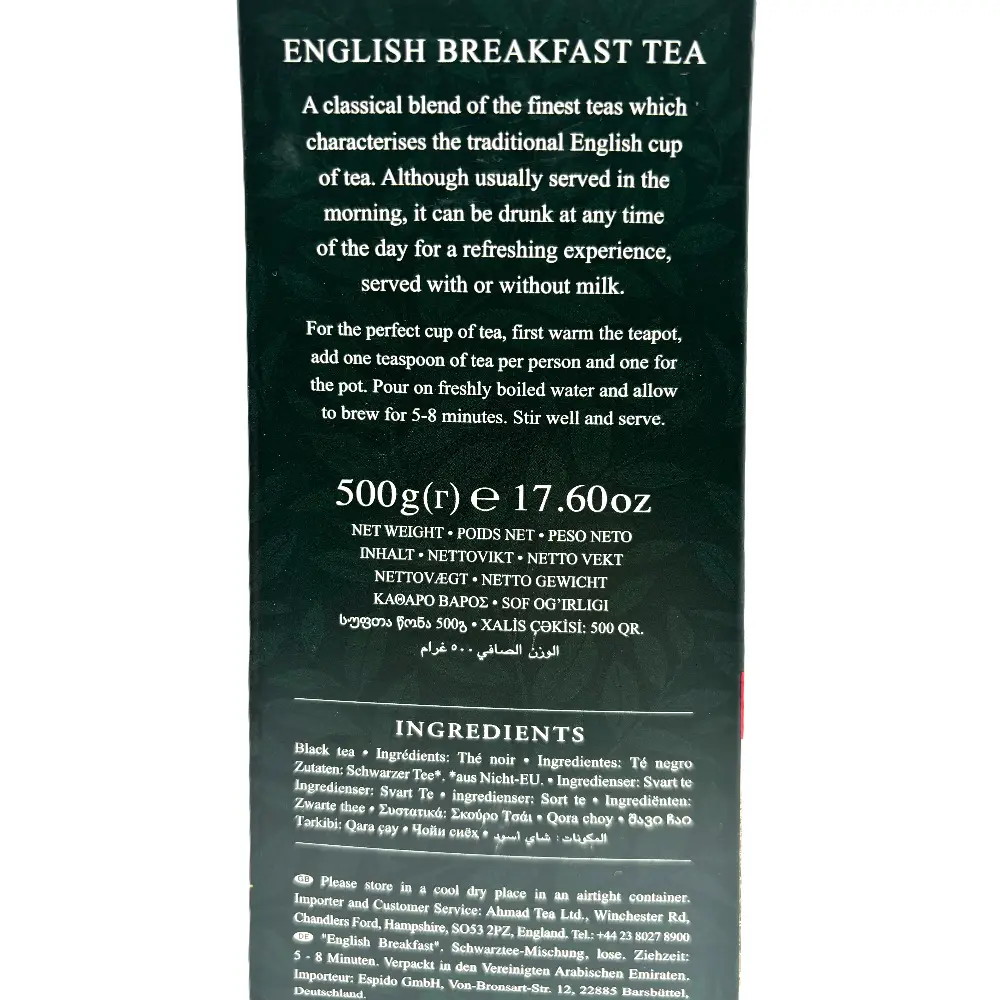 ENGLISH BREAKFAST TEA
A classical blend of the finest teas which
characterises the traditional English cup
of tea. Although usually served in the
morning, it can be drunk at any time
of the day for a refreshing experience,
served with or without milk.
For the perfect cup of tea, first warm the teapot,
add one teaspoon of tea per person and one for
the pot. Pour on freshly boiled water and allow
to brew for 5-8 minutes. Stir well and serve.
500g(г) ℮ 17.60oz
NET WEIGHT • POIDS NET • PESO NETO
INHALT • NETTOVIKT • NETTO VEKT
NETTOVÆGT • NETTO GEWICHT
ΚΑΘΑΡΟ ΒΑΡΟΣ • SOF OG'IRLIGI
სუფთა წონა 500გ • XALİS ÇƏKİSİ: 500 QR.
الوزن الصافي ٥٠٠ غرام
INGREDIENTS
Black tea • Ingrédients: Thé noir • Ingredientes: Té negro
Zutaten: Schwarzer Tee*. *aus Nicht-EU. • Ingredienser: Svart te
Ingredienser: Svart Te • ingredienser: Sort te • Ingrediënten:
Zwarte thee • Συστατικά: Σκούρο Τσάι • Qora choy • შავი ჩაი
Tərkibi: Qara çay • Чойи сиёҳ • المكونات: شاي اسود
GB Please store in a cool dry place in an airtight container.
Importer and Customer Service: Ahmad Tea Ltd., Winchester Rd,
Chandlers Ford, Hampshire, SO53 2PZ, England. Tel.: +44 23 8027 8900
DE "English Breakfast". Schwarztee-Mischung, lose. Ziehzeit:
5 - 8 Minuten. Verpackt in den Vereinigten Arabischen Emiraten.
Importeur: Espido GmbH, Von-Bronsart-Str. 12, 22885 Barsbüttel,
Deutschland.